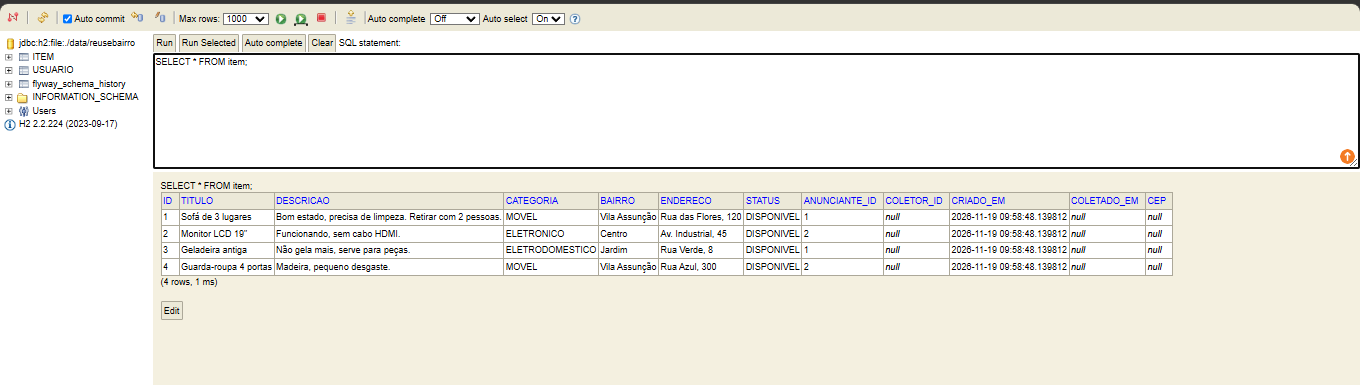 Auto commit Max rows: 1000 Auto complete Off Auto select On
jdbc:h2:file:./data/reusebairro
ITEM
USUARIO
flyway_schema_history
INFORMATION_SCHEMA
Users
H2 2.2.224 (2023-09-17)
Run Run Selected Auto complete Clear SQL statement:
SELECT * FROM item;
SELECT * FROM item;
ID TITULO DESCRICAO CATEGORIA BAIRRO ENDERECO STATUS ANUNCIANTE_ID COLETOR_ID CRIADO_EM COLETADO_EM CEP
1 Sofá de 3 lugares Bom estado, precisa de limpeza. Retirar com 2 pessoas. MOVEL Vila Assunção Rua das Flores, 120 DISPONIVEL 1 null 2026-11-19 09:58:48.139812 null null
2 Monitor LCD 19" Funcionando, sem cabo HDMI. ELETRONICO Centro Av. Industrial, 45 DISPONIVEL 2 null 2026-11-19 09:58:48.139812 null null
3 Geladeira antiga Não gela mais, serve para peças. ELETRODOMESTICO Jardim Rua Verde, 8 DISPONIVEL 1 null 2026-11-19 09:58:48.139812 null null
4 Guarda-roupa 4 portas Madeira, pequeno desgaste. MOVEL Vila Assunção Rua Azul, 300 DISPONIVEL 2 null 2026-11-19 09:58:48.139812 null null
(4 rows, 1 ms)
Edit